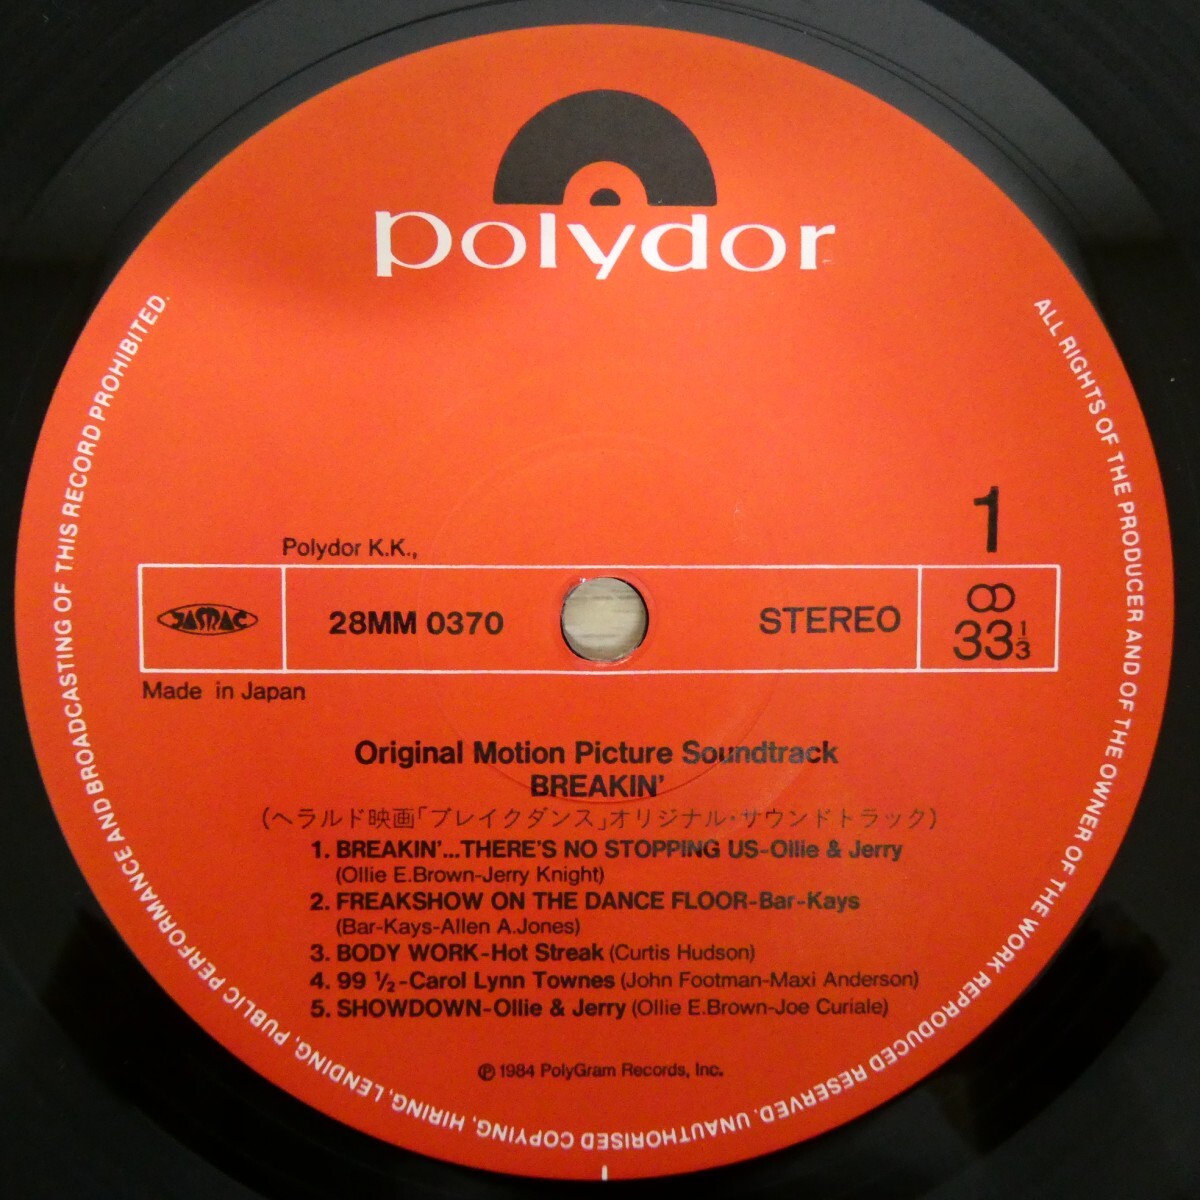 polydor
1
Polydor K.K.,
JASRAC
28MM 0370
STEREO
33 1/3
Made in Japan
Original Motion Picture Soundtrack
BREAKIN'
(ヘラルド映画「ブレイクダンス」オリジナル・サウンドトラック)
1. BREAKIN'...THERE'S NO STOPPING US-Ollie & Jerry
(Ollie E.Brown-Jerry Knight)
2. FREAKSHOW ON THE DANCE FLOOR-Bar-Kays
(Bar-Kays-Allen A.Jones)
3. BODY WORK-Hot Streak (Curtis Hudson)
4. 99 ½-Carol Lynn Townes (John Footman-Maxi Anderson)
5. SHOWDOWN-Ollie & Jerry (Ollie E.Brown-Joe Curiale)
℗ 1984 PolyGram Records, Inc.
ALL RIGHTS OF THE PRODUCER AND OF THE OWNER OF THE WORK REPRODUCED RESERVED. UNAUTHORISED COPYING, HIRING, LENDING, PUBLIC PERFORMANCE AND BROADCASTING OF THIS RECORD PROHIBITED.